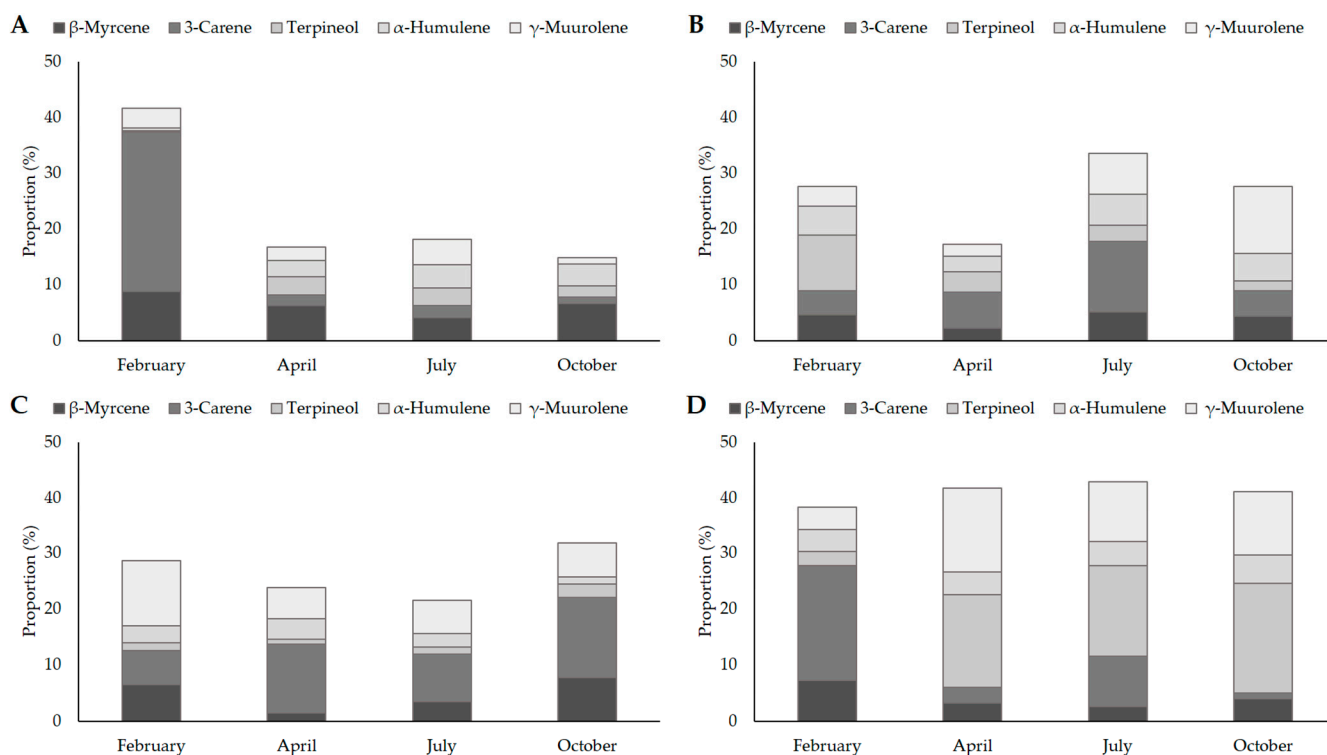 A
β-Myrcene 3-Carene Terpineol α-Humulene γ-Muurolene
50
40
30
20
10
0
Proportion (%)
February April July October
B
β-Myrcene 3-Carene Terpineol α-Humulene γ-Muurolene
50
40
30
20
10
0
Proportion (%)
February April July October
C
β-Myrcene 3-Carene Terpineol α-Humulene γ-Muurolene
50
40
30
20
10
0
Proportion (%)
February April July October
D
β-Myrcene 3-Carene Terpineol α-Humulene γ-Muurolene
50
40
30
20
10
0
Proportion (%)
February April July October